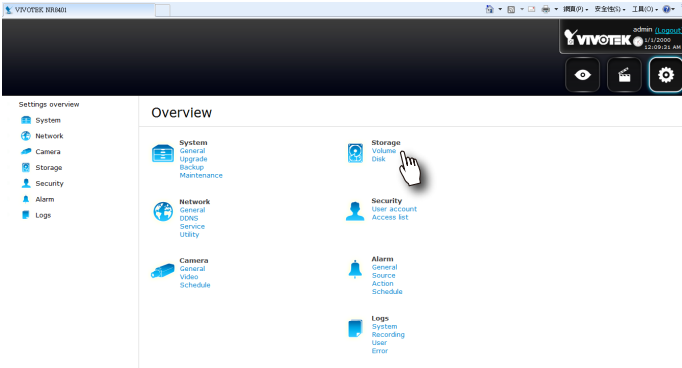 VIVOTEK NR8401
網頁(P)
安全性(S)
工具(O)
admin (Logout)
VIVOTEK
1/1/2000
12:09:31 AM
Settings overview
System
Network
Camera
Storage
Security
Alarm
Logs
Overview
System
General
Upgrade
Backup
Maintenance
Network
General
DDNS
Service
Utility
Camera
General
Video
Schedule
Storage
Volume
Disk
Security
User account
Access list
Alarm
General
Source
Action
Schedule
Logs
System
Recording
User
Error